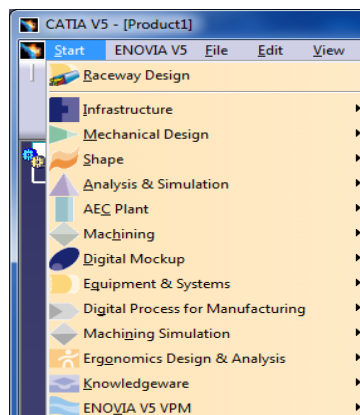 CATIA V5 - [Product1]
Start ENOVIA V5 File Edit View
Raceway Design
Infrastructure
Mechanical Design
Shape
Analysis & Simulation
AEC Plant
Machining
Digital Mockup
Equipment & Systems
Digital Process for Manufacturing
Machining Simulation
Ergonomics Design & Analysis
Knowledgeware
ENOVIA V5 VPM